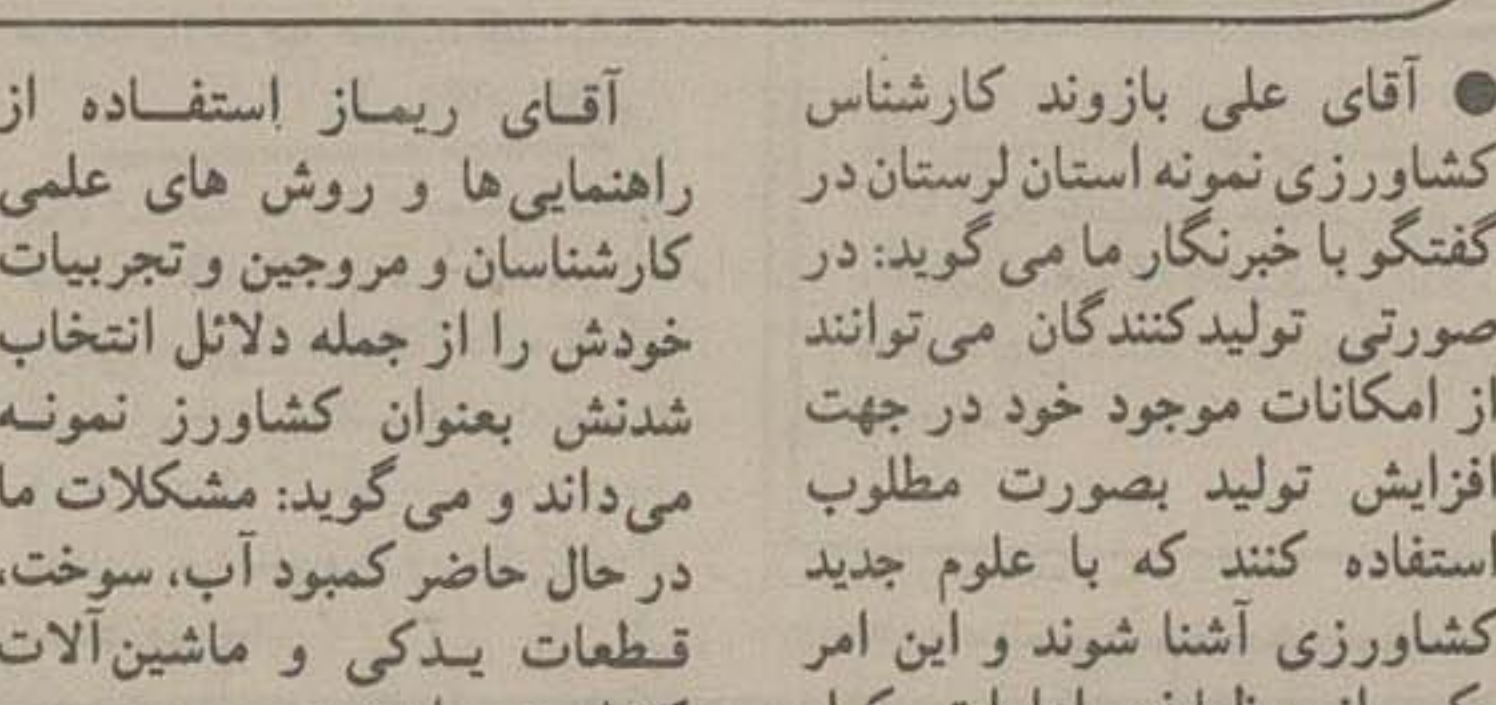 ● آقای علی بازوند کارشناس
کشاورزی نمونه استان لرستان در
گفتگو با خبرنگار ما می گوید: در
صورتی تولیدکنندگان می‌توانند
از امکانات موجود خود در جهت
افزایش تولید بصورت مطلوب
استفاده کنند که با علوم جدید
کشاورزی آشنا شوند و این امر
آقای ریماز استفاده از
راهنمایی‌ها و روش های علمی
کارشناسان و مروجین و تجربیات
خودش را از جمله دلائل انتخاب
شدنش بعنوان کشاورز نمونه
می‌داند و می گوید: مشکلات ما
در حال حاضر کمبود آب، سوخت،
قطعات یدکی و ماشین‌آلات